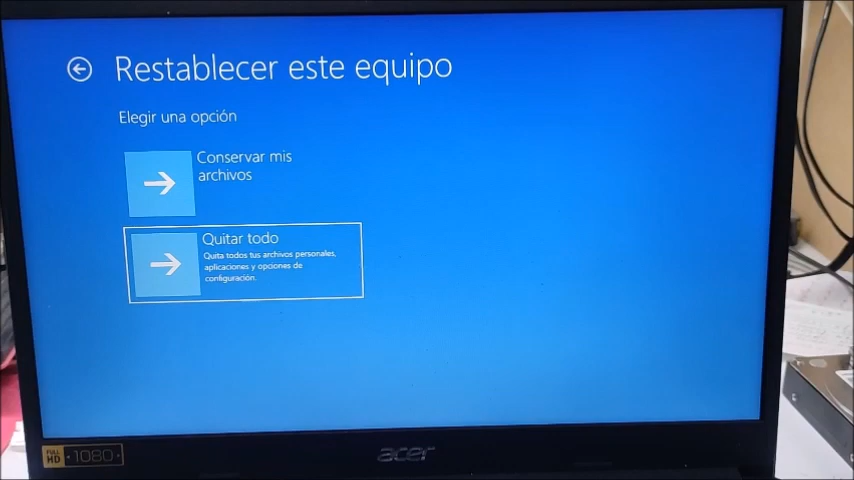 Restablecer este equipo
Elegir una opción
Conservar mis
archivos
Quitar todo
Quita todos tus archivos personales,
aplicaciones y opciones de
configuración.
FULL
HD
1080
acer